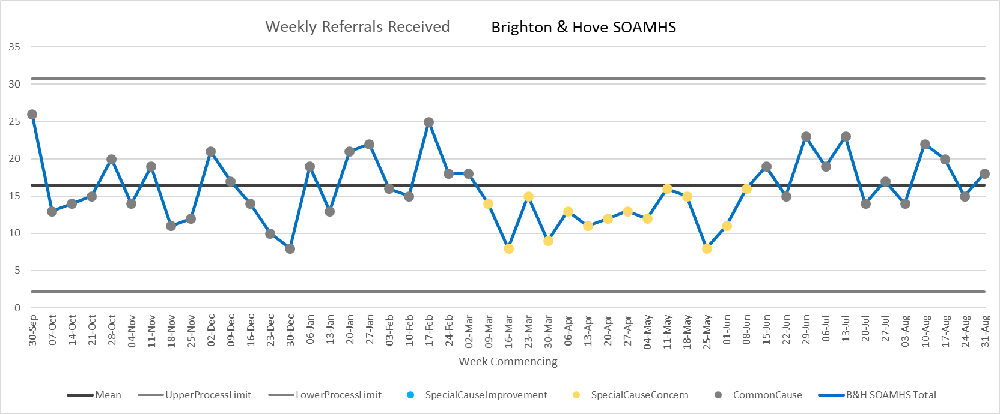 Weekly Referrals Received Brighton & Hove SOAMHS
35
30
25
20
15
10
5
0
30-Sep 07-Oct 14-Oct 21-Oct 28-Oct 04-Nov 11-Nov 18-Nov 25-Nov 02-Dec 09-Dec 16-Dec 23-Dec 30-Dec 06-Jan 13-Jan 20-Jan 27-Jan 03-Feb 10-Feb 17-Feb 24-Feb 02-Mar 09-Mar 16-Mar 23-Mar 30-Mar 06-Apr 13-Apr 20-Apr 27-Apr 04-May 11-May 18-May 25-May 01-Jun 08-Jun 15-Jun 22-Jun 29-Jun 06-Jul 13-Jul 20-Jul 27-Jul 03-Aug 10-Aug 17-Aug 24-Aug 31-Aug
Week Commencing
Mean UpperProcessLimit LowerProcessLimit SpecialCauseImprovement SpecialCauseConcern CommonCause B&H SOAMHS Total